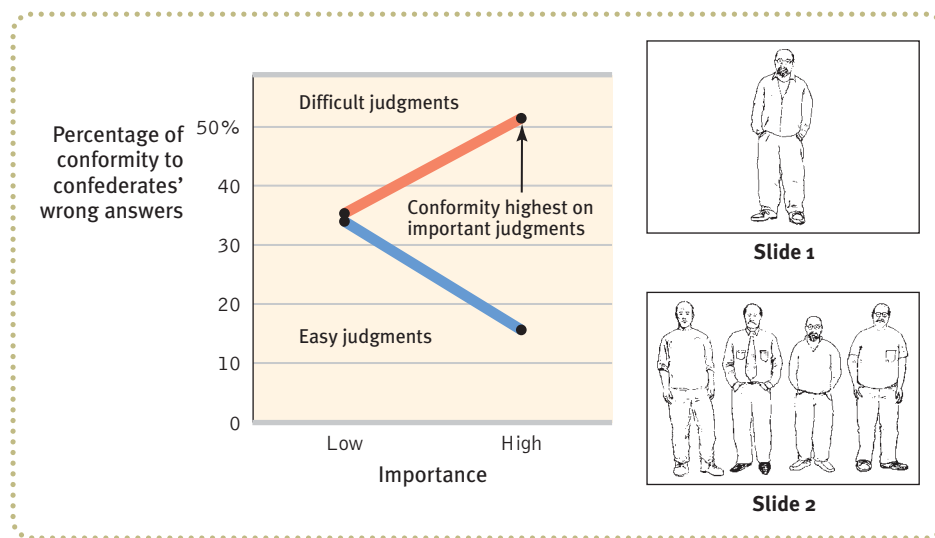 Percentage of
conformity to
confederates’
wrong answers
50%
40
30
20
10
0
Difficult judgments
Conformity highest on
important judgments
Easy judgments
Low
High
Importance
Slide 1
Slide 2